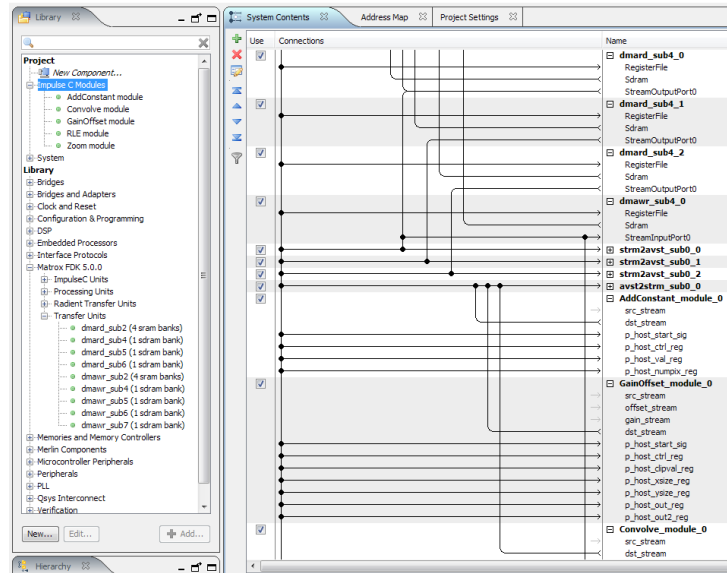 Library
Project
New Component...
Impulse C Modules
AddConstant module
Convolve module
GainOffset module
RLE module
Zoom module
System
Library
Bridges
Bridges and Adapters
Clock and Reset
Configuration & Programming
DSP
Embedded Processors
Interface Protocols
Matrox FDK 5.0.0
ImpulseC Units
Processing Units
Radient Transfer Units
Transfer Units
dmard_sub2 (4 sram banks)
dmard_sub4 (1 sdram bank)
dmard_sub5 (1 sdram bank)
dmard_sub6 (1 sdram bank)
dmawr_sub2 (4 sram banks)
dmawr_sub4 (1 sdram bank)
dmawr_sub5 (1 sdram bank)
dmawr_sub6 (1 sdram bank)
dmawr_sub7 (1 sdram bank)
Memories and Memory Controllers
Merlin Components
Microcontroller Peripherals
Peripherals
PLL
Qsys Interconnect
Verification
New... Edit... Add...
Hierarchy
System Contents Address Map Project Settings
Use Connections Name
dmard_sub4_0
RegisterFile
Sdram
StreamOutputPort0
dmard_sub4_1
RegisterFile
Sdram
StreamOutputPort0
dmard_sub4_2
RegisterFile
Sdram
StreamOutputPort0
dmawr_sub4_0
RegisterFile
Sdram
StreamInputPort0
strm2avst_sub0_0
strm2avst_sub0_1
strm2avst_sub0_2
avst2strm_sub0_0
AddConstant_module_0
src_stream
dst_stream
p_host_start_sig
p_host_ctrl_reg
p_host_val_reg
p_host_numpix_reg
GainOffset_module_0
src_stream
offset_stream
gain_stream
dst_stream
p_host_start_sig
p_host_ctrl_reg
p_host_clipval_reg
p_host_xsize_reg
p_host_ysize_reg
p_host_out_reg
p_host_out2_reg
Convolve_module_0
src_stream
dst_stream